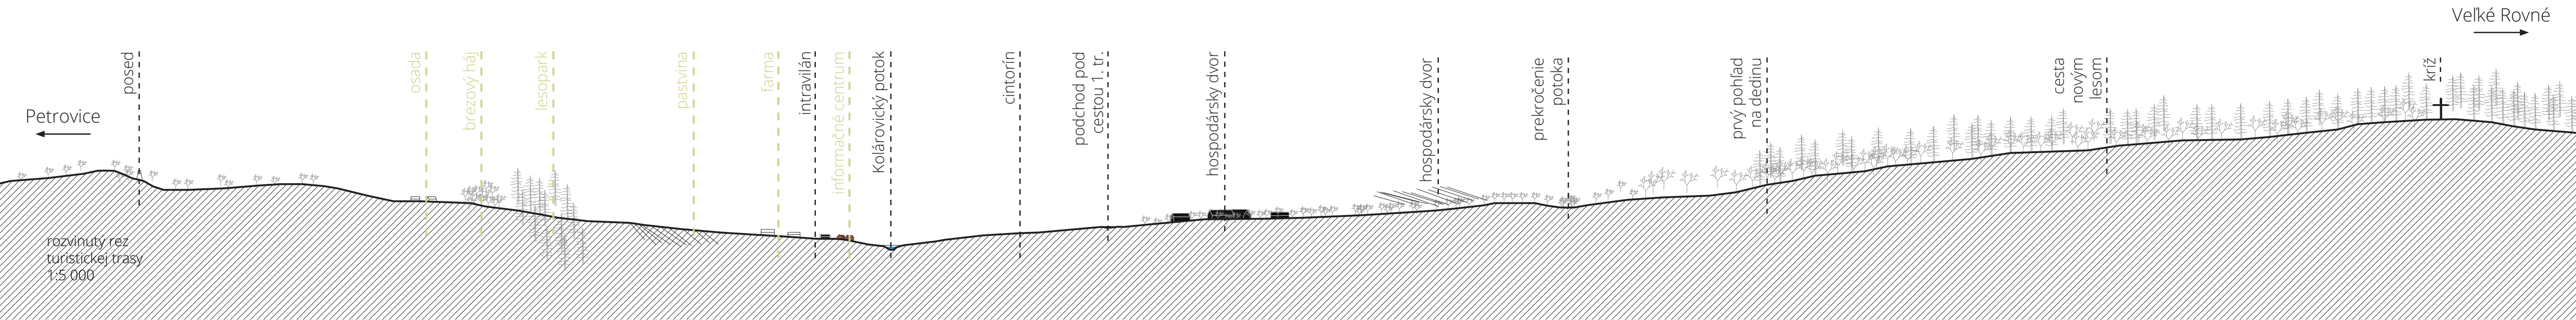 Veľké Rovné
Petrovice
posed
osada
brezový háj
lesopark
pastvina
farma
intravilán
informačné centrum
Kolárovický potok
cintorín
podchod pod
cestou 1. tr.
hospodársky dvor
hospodársky dvor
prekročenie
potoka
prvý pohľad
na dedinu
cesta
novým
lesom
kríž
rozvinutý rez
turistickej trasy
1:5 000